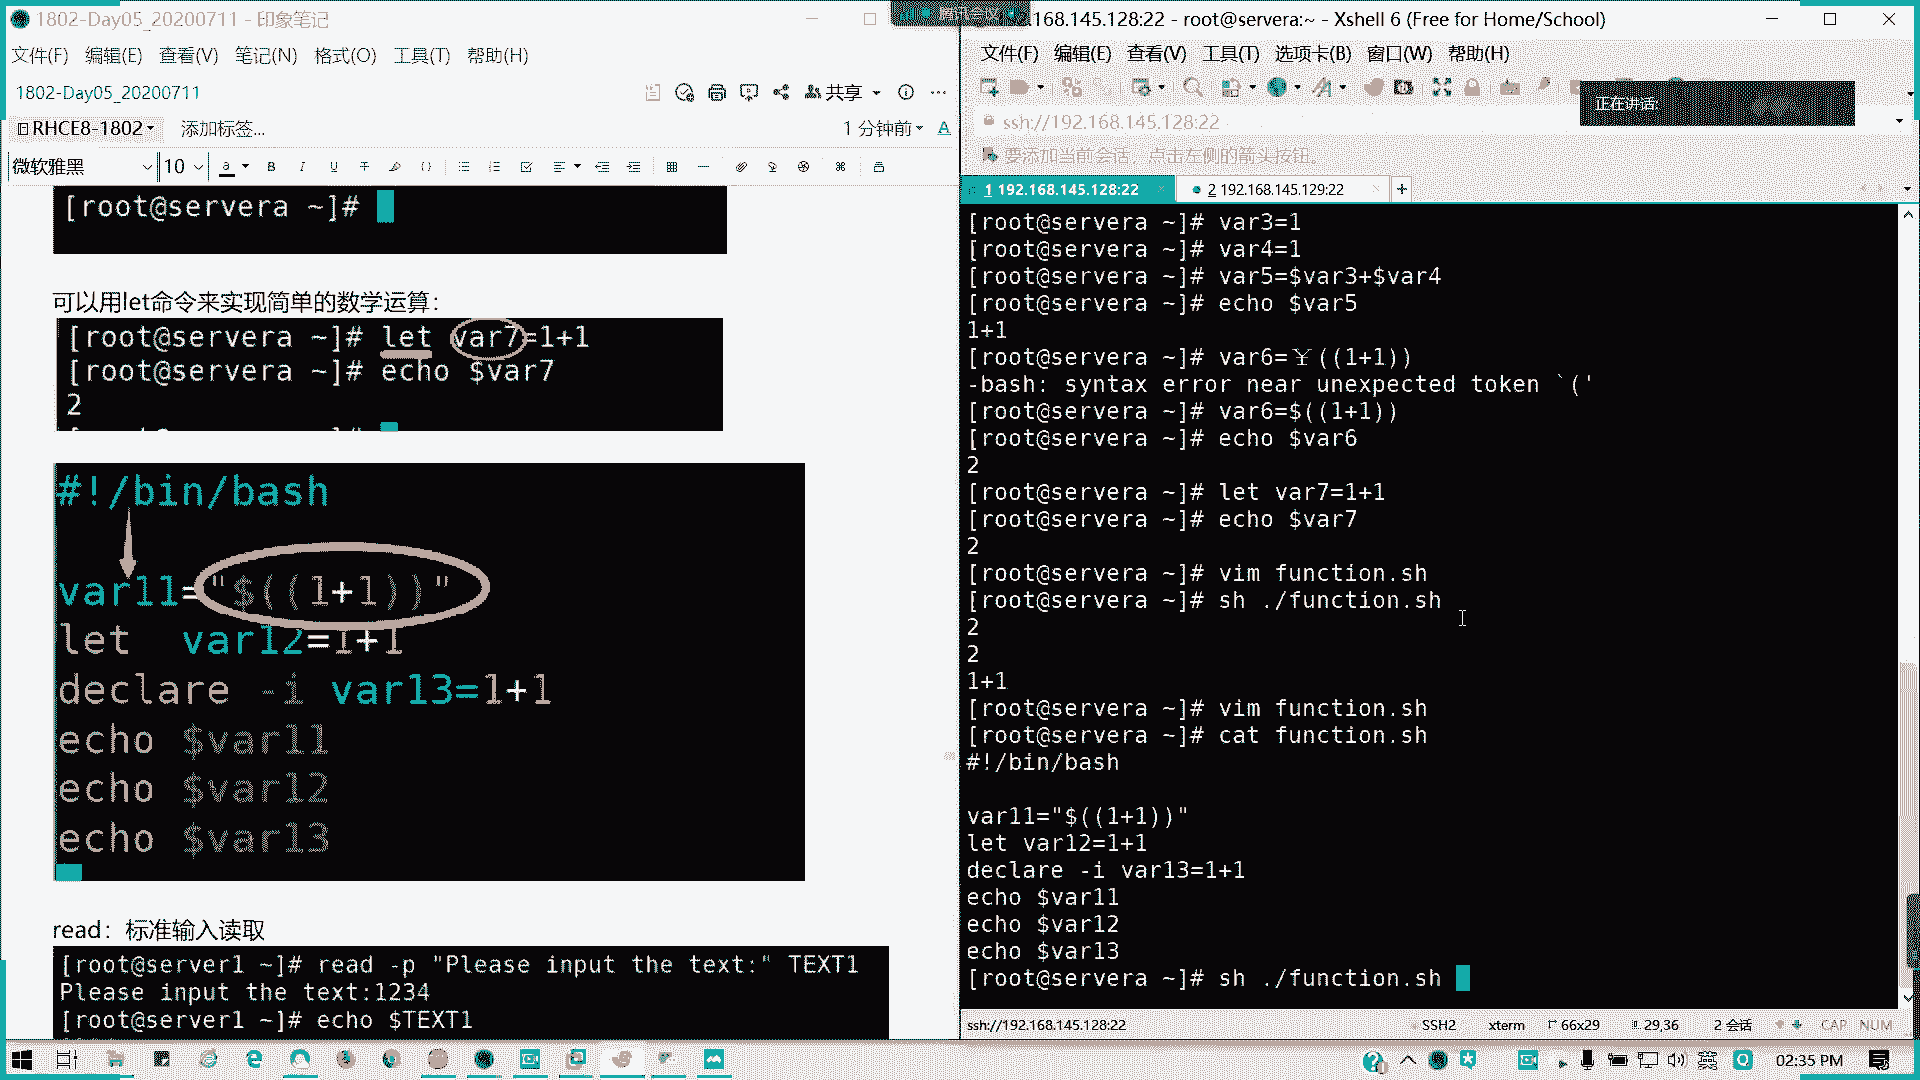 1802-Day05_20200711 - 印象笔记
文件(F) 编辑(E) 查看(V) 笔记(N) 格式(O) 工具(T) 帮助(H)
1802-Day05_20200711
共享
RHCE8-1802
添加标签...
1 分钟前
微软雅黑
10
[root@servera ~]#
可以用let命令来实现简单的数学运算：
[root@servera ~]# let var7=1+1
[root@servera ~]# echo $var7
2
#!/bin/bash
var11="$((1+1))"
let  var12=1+1
declare -i var13=1+1
echo $var11
echo $var12
echo $var13
read：标准输入读取
[root@server1 ~]# read -p "Please input the text:" TEXT1
Please input the text:1234
[root@server1 ~]# echo $TEXT1
腾讯会议
192.168.145.128:22 - root@servera:~ - Xshell 6 (Free for Home/School)
文件(F) 编辑(E) 查看(V) 工具(T) 选项卡(B) 窗口(W) 帮助(H)
正在讲话:
ssh://192.168.145.128:22
要添加当前会话，点击左侧的箭头按钮。
1 192.168.145.128:22
2 192.168.145.129:22
[root@servera ~]# var3=1
[root@servera ~]# var4=1
[root@servera ~]# var5=$var3+$var4
[root@servera ~]# echo $var5
1+1
[root@servera ~]# var6=￥((1+1))
-bash: syntax error near unexpected token `('
[root@servera ~]# var6=$((1+1))
[root@servera ~]# echo $var6
2
[root@servera ~]# let var7=1+1
[root@servera ~]# echo $var7
2
[root@servera ~]# vim function.sh
[root@servera ~]# sh ./function.sh
2
2
1+1
[root@servera ~]# vim function.sh
[root@servera ~]# cat function.sh
#!/bin/bash
var11="$((1+1))"
let var12=1+1
declare -i var13=1+1
echo $var11
echo $var12
echo $var13
[root@servera ~]# sh ./function.sh
ssh://192.168.145.128:22
SSH2
xterm
66x29
29,36
2 会话
CAP NUM
英
02:35 PM